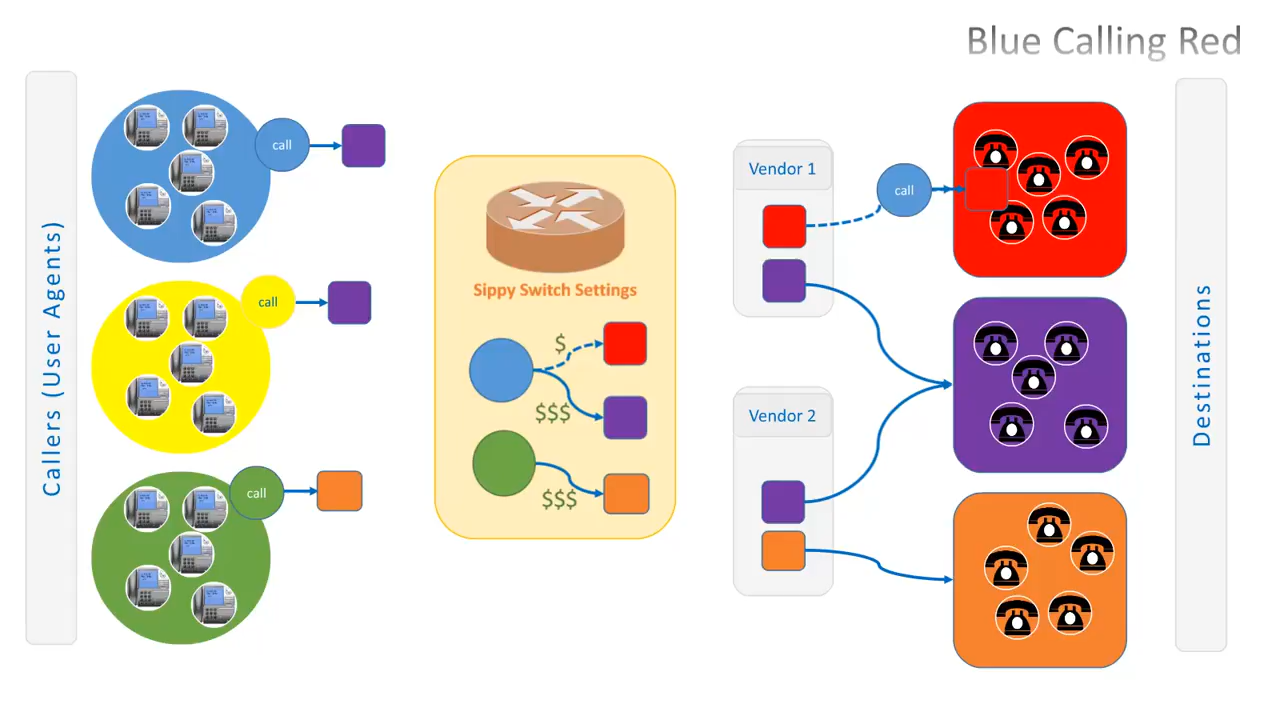 Blue Calling Red
Callers (User Agents)
call
call
call
Sippy Switch Settings
$
$$$
$$$
Vendor 1
call
Vendor 2
Destinations